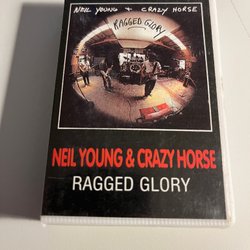 NEIL YOUNG + CRAZY HORSE
RAGGED GLORY
NEIL YOUNG & CRAZY HORSE
RAGGED GLORY